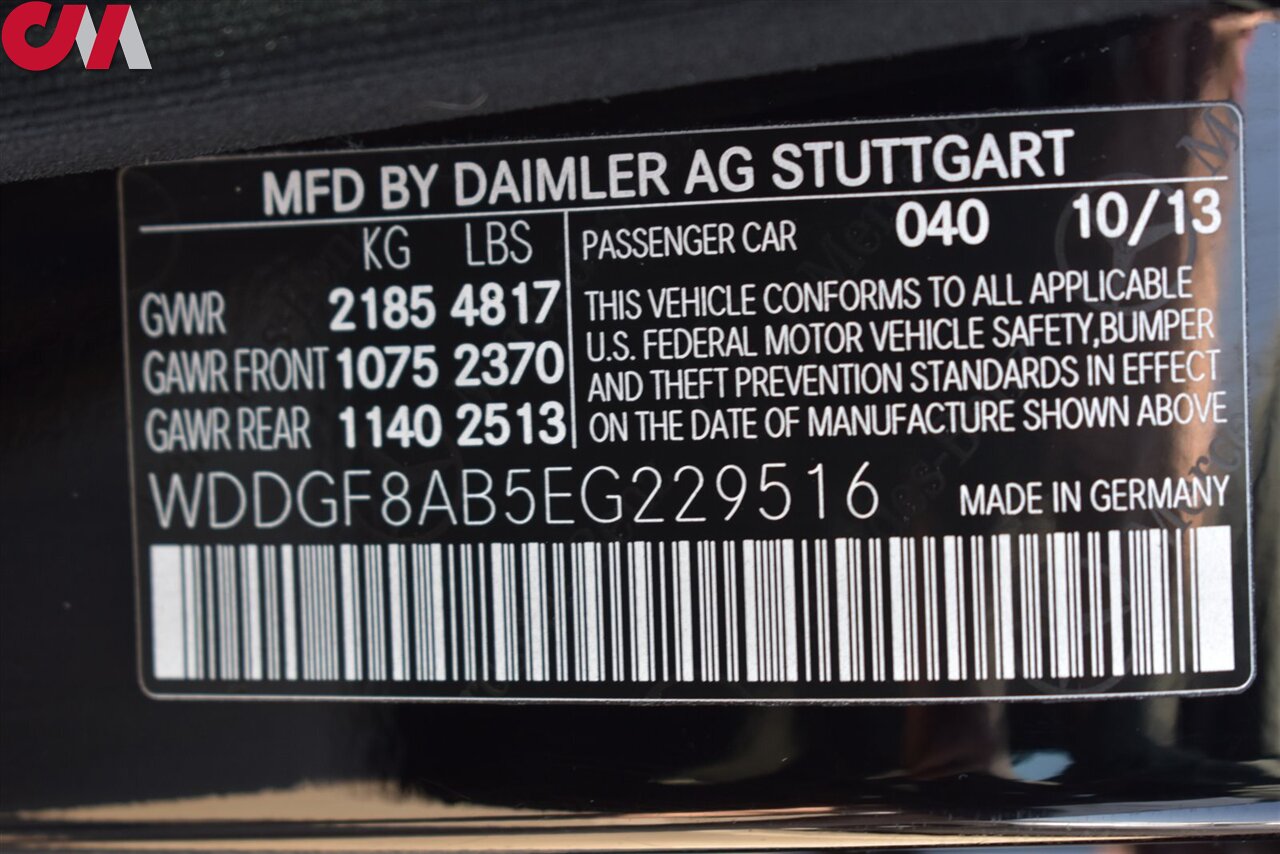 CM
MFD BY DAIMLER AG STUTTGART
KG LBS
GVWR 2185 4817
GAWR FRONT 1075 2370
GAWR REAR 1140 2513
PASSENGER CAR 040 10/13
THIS VEHICLE CONFORMS TO ALL APPLICABLE
U.S. FEDERAL MOTOR VEHICLE SAFETY,BUMPER
AND THEFT PREVENTION STANDARDS IN EFFECT
ON THE DATE OF MANUFACTURE SHOWN ABOVE
WDDGF8AB5EG229516 MADE IN GERMANY